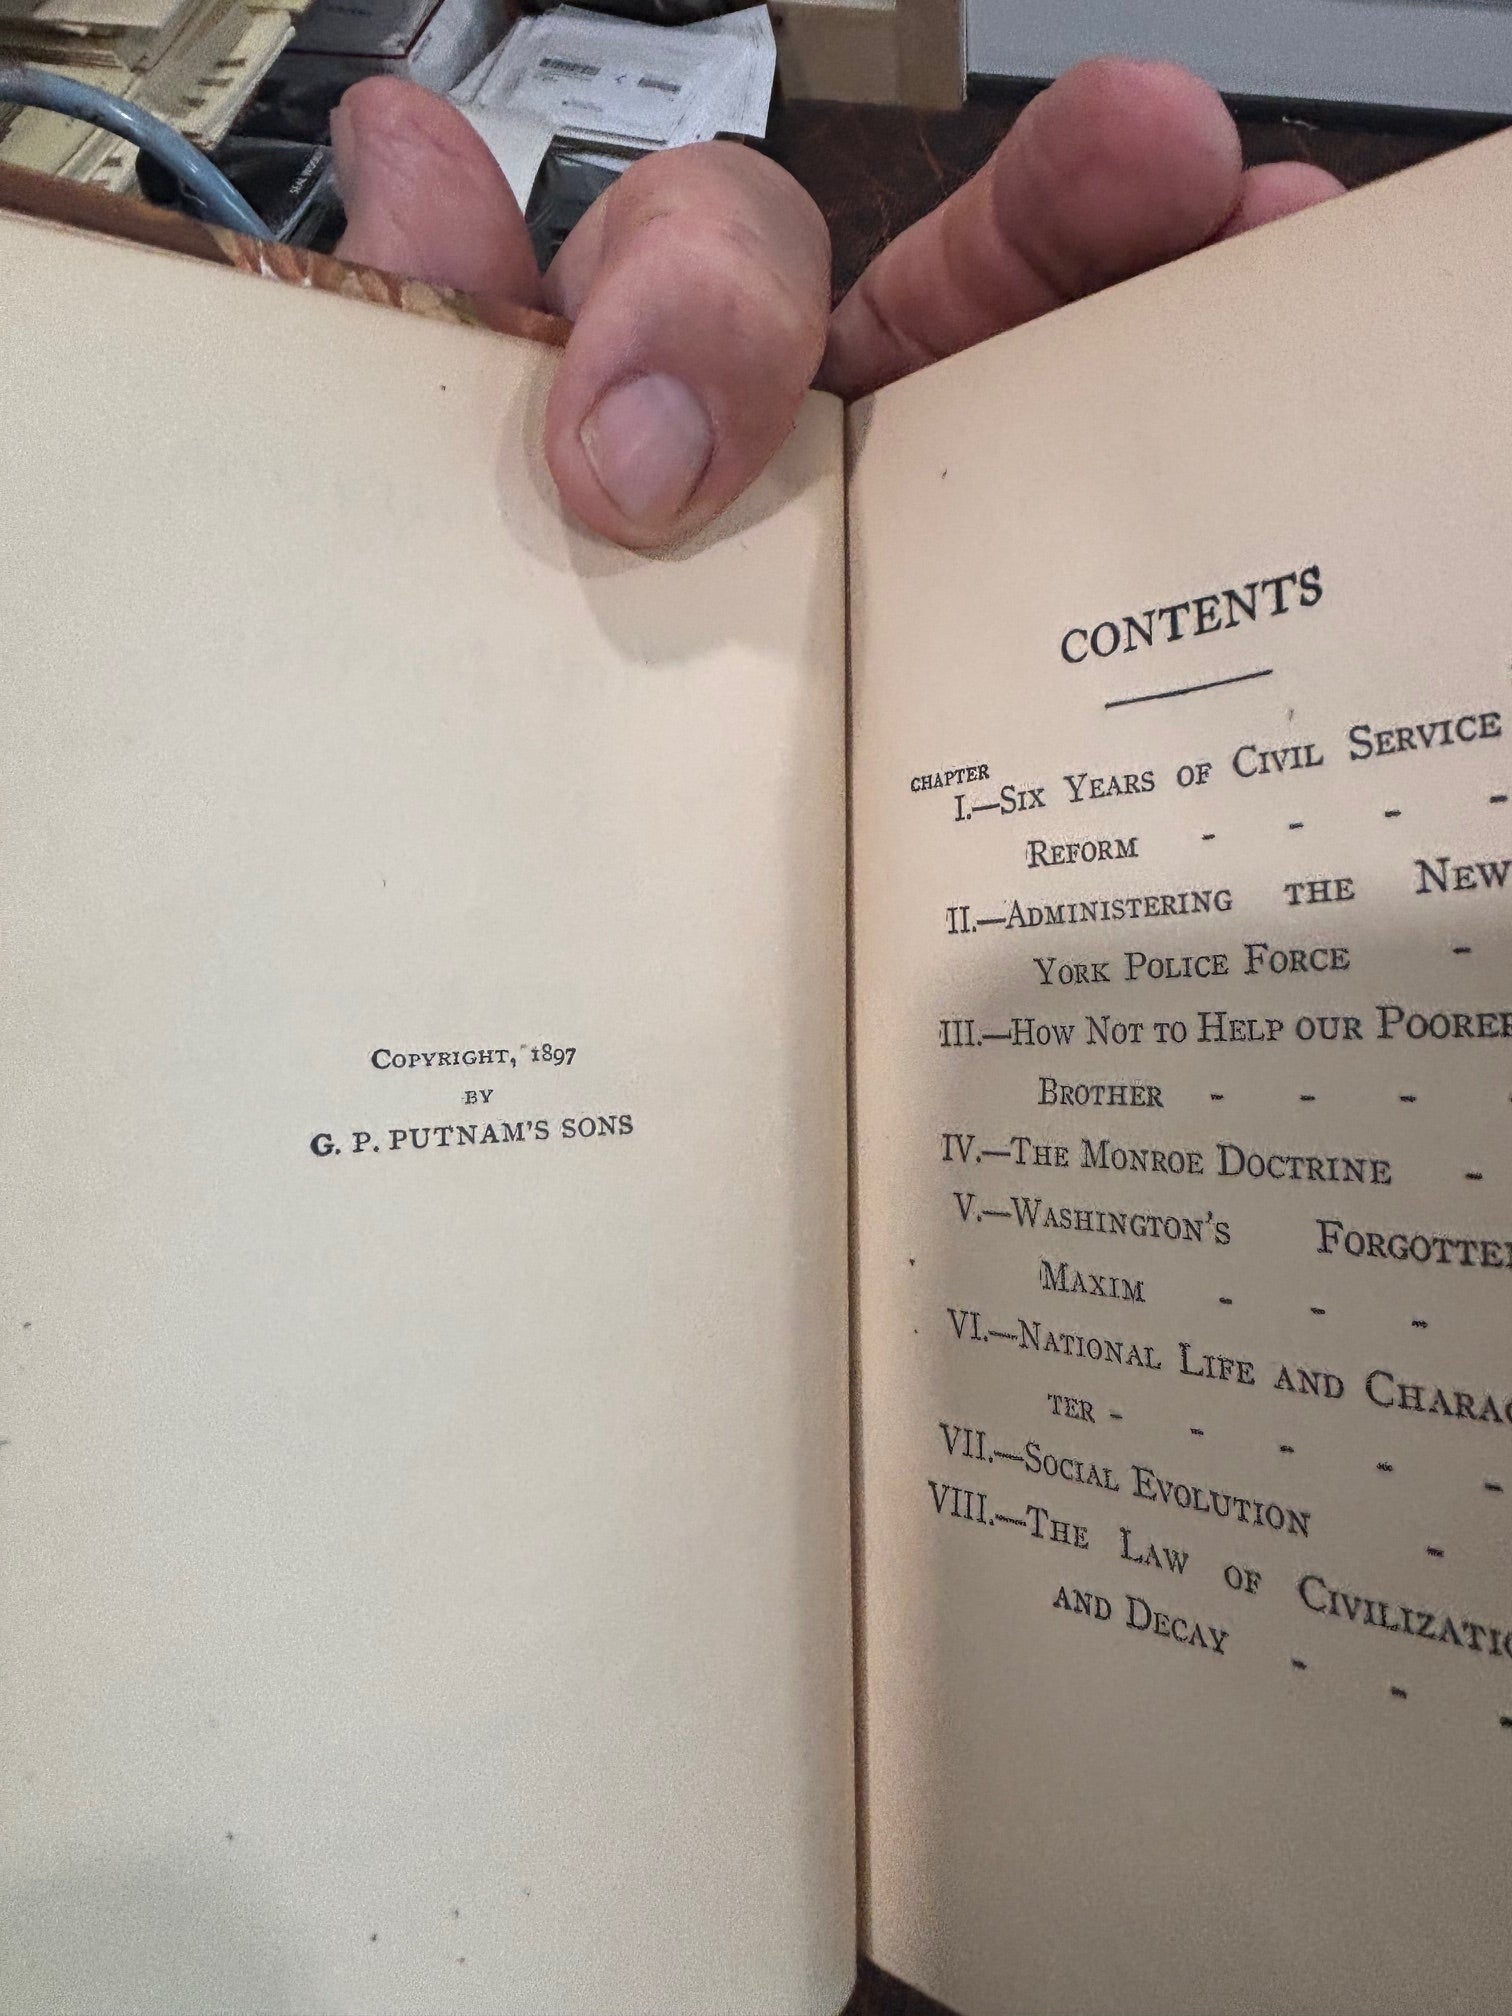 COPYRIGHT, 1897
BY
G. P. PUTNAM'S SONS
CONTENTS
CHAPTER
I.—SIX YEARS OF CIVIL SERVICE
REFORM - - - -
II.—ADMINISTERING THE NEW
YORK POLICE FORCE -
III.—HOW NOT TO HELP OUR POORER
BROTHER - - - -
IV.—THE MONROE DOCTRINE -
V.—WASHINGTON'S FORGOTTEN
MAXIM - - -
VI.—NATIONAL LIFE AND CHARAC
TER - - - - -
VII.—SOCIAL EVOLUTION -
VIII.—THE LAW OF CIVILIZATIO
AND DECAY - - -